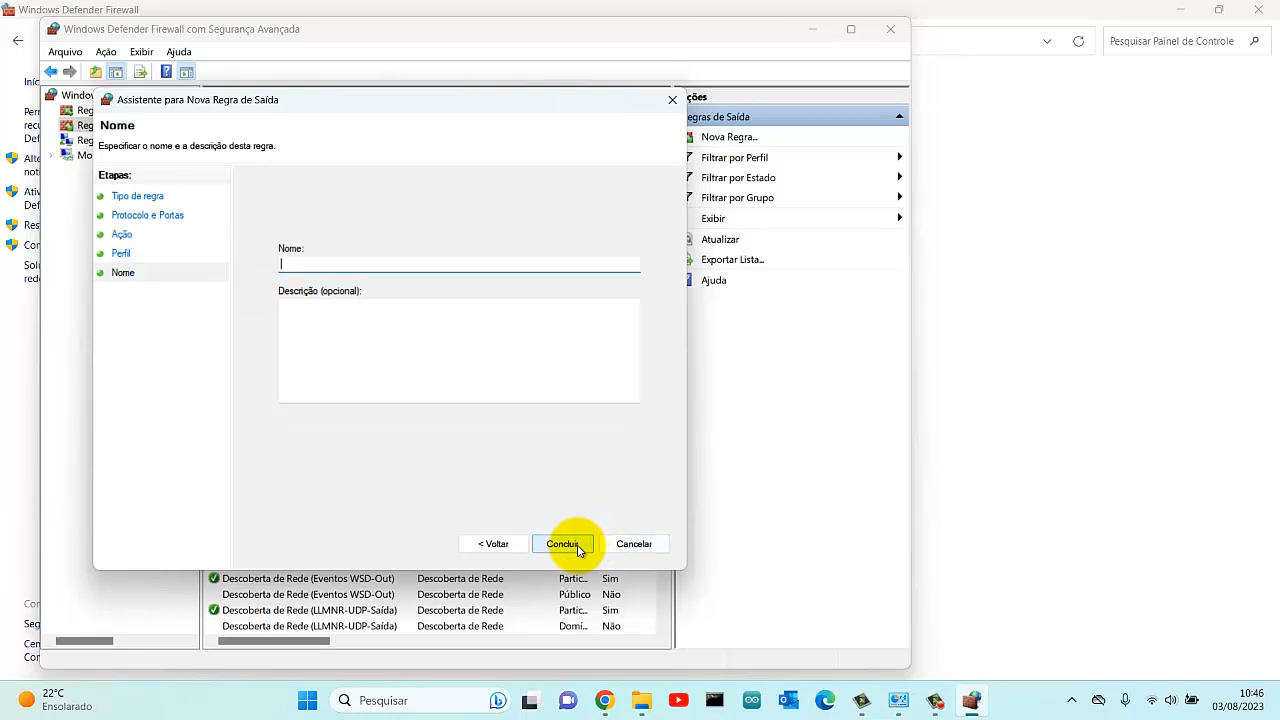 Windows Defender Firewall
Windows Defender Firewall com Segurança Avançada
Pesquisar Painel de Controle
Arquivo Ação Exibir Ajuda
Assistente para Nova Regra de Saída
Nome
Especificar o nome e a descrição desta regra.
Etapas:
Tipo de regra
Protocolo e Portas
Ação
Perfil
Nome
Nome:
Descrição (opcional):
< Voltar
Concluir
Cancelar
Nova Regra...
Filtrar por Perfil
Filtrar por Estado
Filtrar por Grupo
Exibir
Atualizar
Exportar Lista...
Ajuda
Descoberta de Rede (Eventos WSD-Out) Descoberta de Rede Partic... Sim
Descoberta de Rede (Eventos WSD-Out) Descoberta de Rede Público Não
Descoberta de Rede (LLMNR-UDP-Saída) Descoberta de Rede Partic... Sim
Descoberta de Rede (LLMNR-UDP-Saída) Descoberta de Rede Domí... Não
22°C
Ensolarado
Pesquisar
10:46
03/08/2023